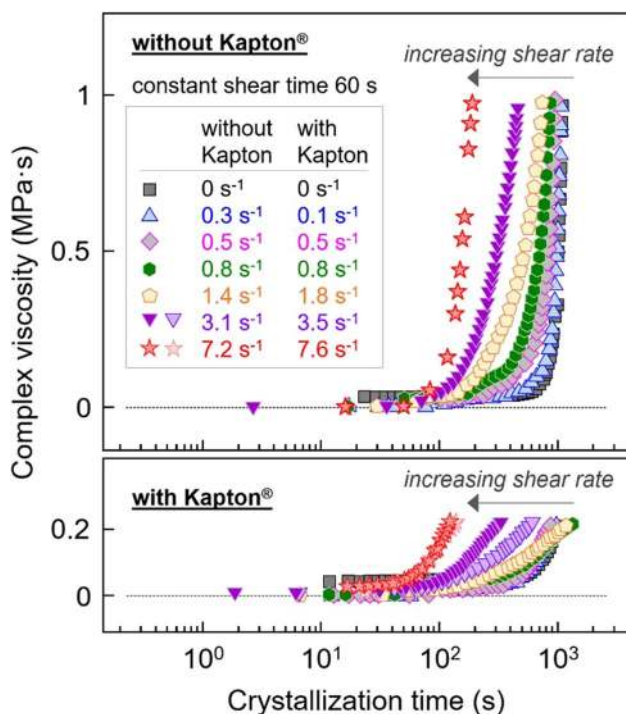 without Kapton®
increasing shear rate
constant shear time 60 s
without Kapton with Kapton
0 s⁻¹ 0 s⁻¹
0.3 s⁻¹ 0.1 s⁻¹
0.5 s⁻¹ 0.5 s⁻¹
0.8 s⁻¹ 0.8 s⁻¹
1.4 s⁻¹ 1.8 s⁻¹
3.1 s⁻¹ 3.5 s⁻¹
7.2 s⁻¹ 7.6 s⁻¹
1
0.5
0
Complex viscosity (MPa·s)
with Kapton®
increasing shear rate
0.2
0
10⁰ 10¹ 10² 10³
Crystallization time (s)